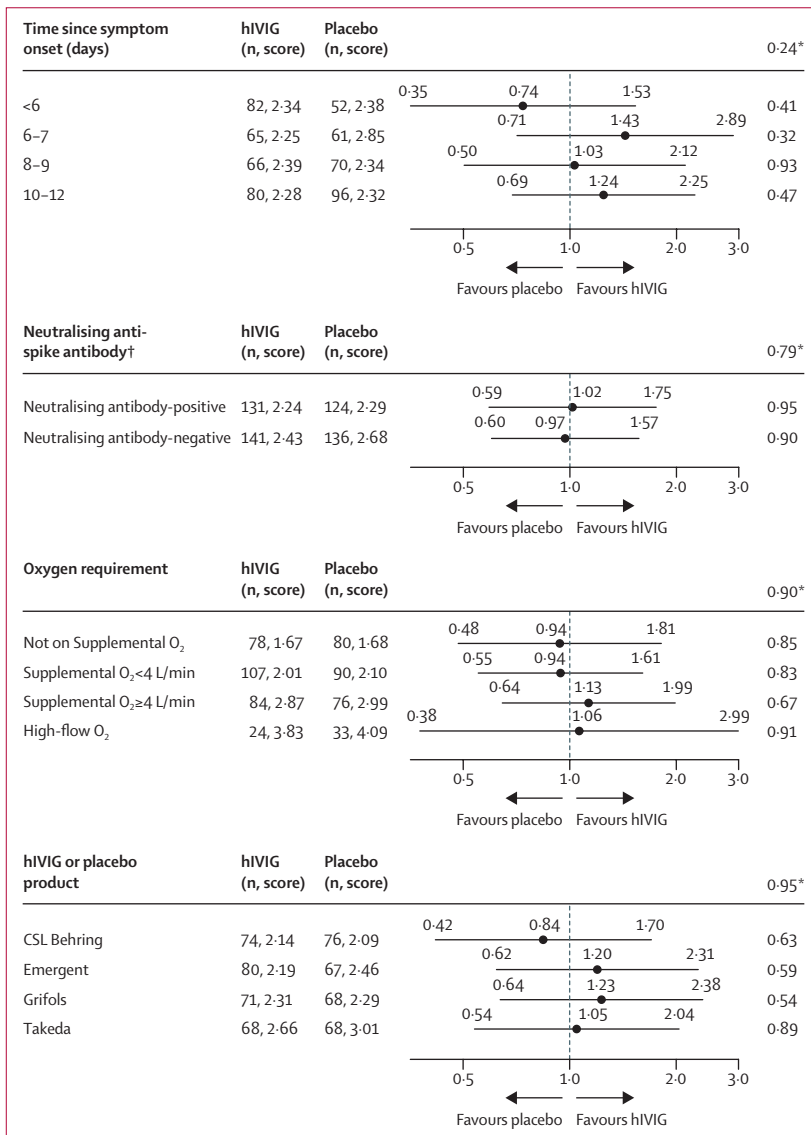 Time since symptom onset (days) hIVIG (n, score) Placebo (n, score) 0·24*
0·35 0·74 1·53
<6 82, 2·34 52, 2·38 0·41
0·71 1·43 2·89
6–7 65, 2·25 61, 2·85 0·32
0·50 1·03 2·12
8–9 66, 2·39 70, 2·34 0·93
0·69 1·24 2·25
10–12 80, 2·28 96, 2·32 0·47
0·5 1·0 2·0 3·0
Favours placebo Favours hIVIG
Neutralising anti-spike antibody† hIVIG (n, score) Placebo (n, score) 0·79*
0·59 1·02 1·75
Neutralising antibody-positive 131, 2·24 124, 2·29 0·95
0·60 0·97 1·57
Neutralising antibody-negative 141, 2·43 136, 2·68 0·90
0·5 1·0 2·0 3·0
Favours placebo Favours hIVIG
Oxygen requirement hIVIG (n, score) Placebo (n, score) 0·90*
0·48 0·94 1·81
Not on Supplemental O₂ 78, 1·67 80, 1·68 0·85
0·55 0·94 1·61
Supplemental O₂<4 L/min 107, 2·01 90, 2·10 0·83
0·64 1·13 1·99
Supplemental O₂≥4 L/min 84, 2·87 76, 2·99 0·67
0·38 1·06 2·99
High-flow O₂ 24, 3·83 33, 4·09 0·91
0·5 1·0 2·0 3·0
Favours placebo Favours hIVIG
hIVIG or placebo product hIVIG (n, score) Placebo (n, score) 0·95*
0·42 0·84 1·70
CSL Behring 74, 2·14 76, 2·09 0·63
0·62 1·20 2·31
Emergent 80, 2·19 67, 2·46 0·59
0·64 1·23 2·38
Grifols 71, 2·31 68, 2·29 0·54
0·54 1·05 2·04
Takeda 68, 2·66 68, 3·01 0·89
0·5 1·0 2·0 3·0
Favours placebo Favours hIVIG